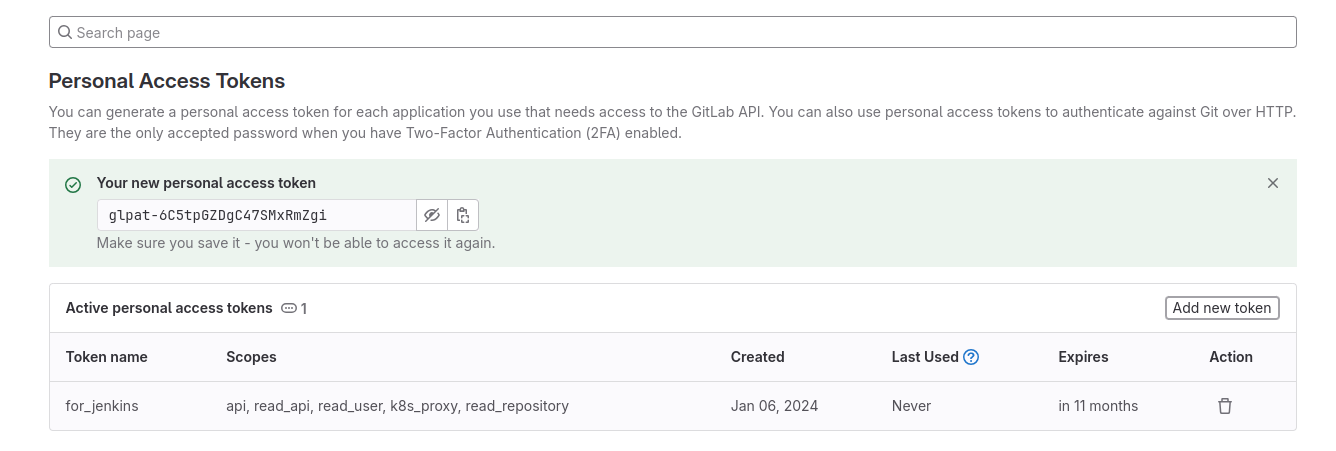 Search page
Personal Access Tokens
You can generate a personal access token for each application you use that needs access to the GitLab API. You can also use personal access tokens to authenticate against Git over HTTP.
They are the only accepted password when you have Two-Factor Authentication (2FA) enabled.
Your new personal access token
glpat-6C5tpGZDgC47SMxRmZgi
Make sure you save it - you won't be able to access it again.
Active personal access tokens 1 Add new token
Token name Scopes Created Last Used Expires Action
for_jenkins api, read_api, read_user, k8s_proxy, read_repository Jan 06, 2024 Never in 11 months